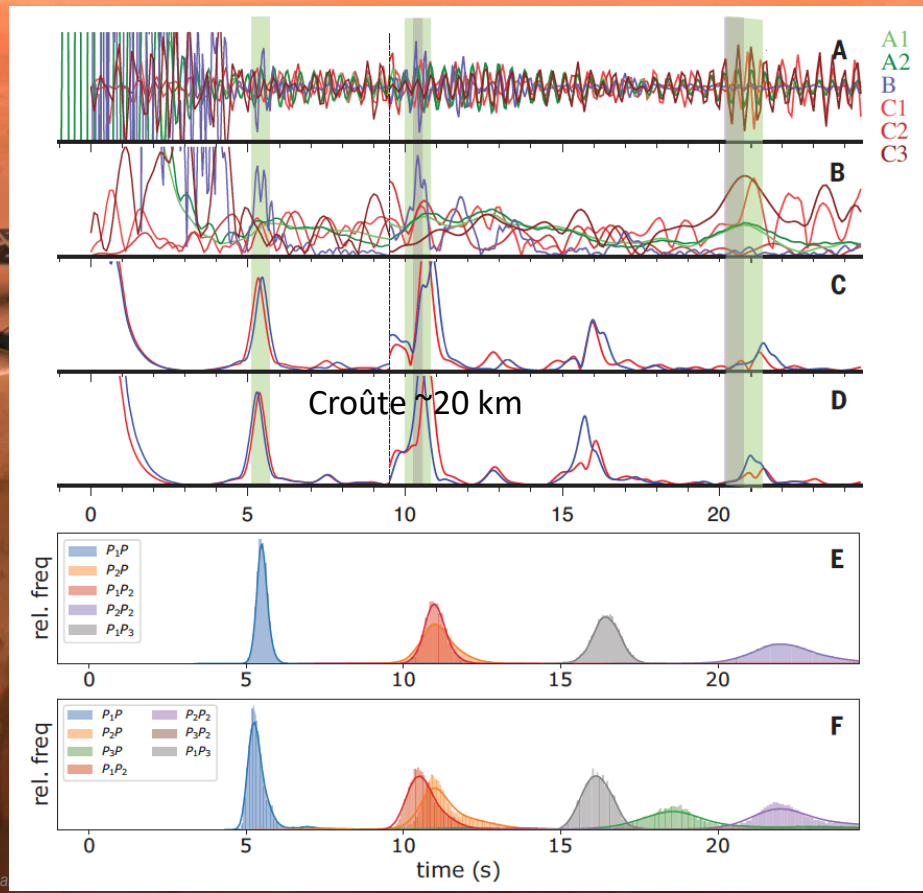 A
A1
A2
B
C1
C2
C3
B
C
Croûte ~20 km
D
0 5 10 15 20
rel. freq
P₁P
P₂P
P₁P₂
P₂P₂
P₁P₃
E
0 5 10 15 20
rel. freq
P₁P P₂P₂
P₂P P₃P₂
P₃P P₁P₃
P₁P₂
F
0 5 10 15 20
time (s)
a